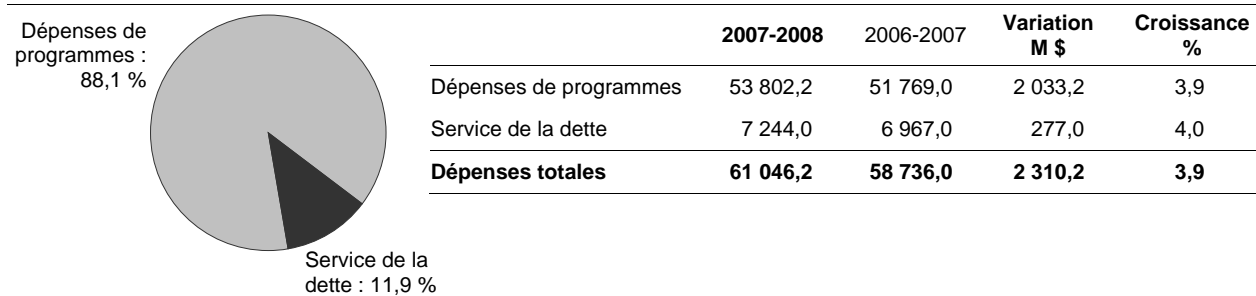 Dépenses de
programmes :
88,1 %
Service de la
dette : 11,9 %
2007-2008 2006-2007 Variation M $ Croissance %
Dépenses de programmes 53 802,2 51 769,0 2 033,2 3,9
Service de la dette 7 244,0 6 967,0 277,0 4,0
Dépenses totales 61 046,2 58 736,0 2 310,2 3,9